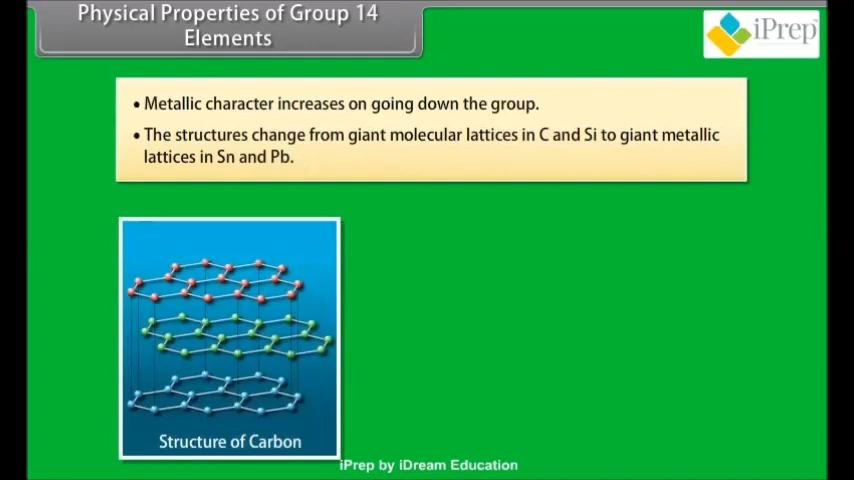 Physical Properties of Group 14
Elements
iPrep
• Metallic character increases on going down the group.
• The structures change from giant molecular lattices in C and Si to giant metallic
lattices in Sn and Pb.
Structure of Carbon
iPrep by iDream Education